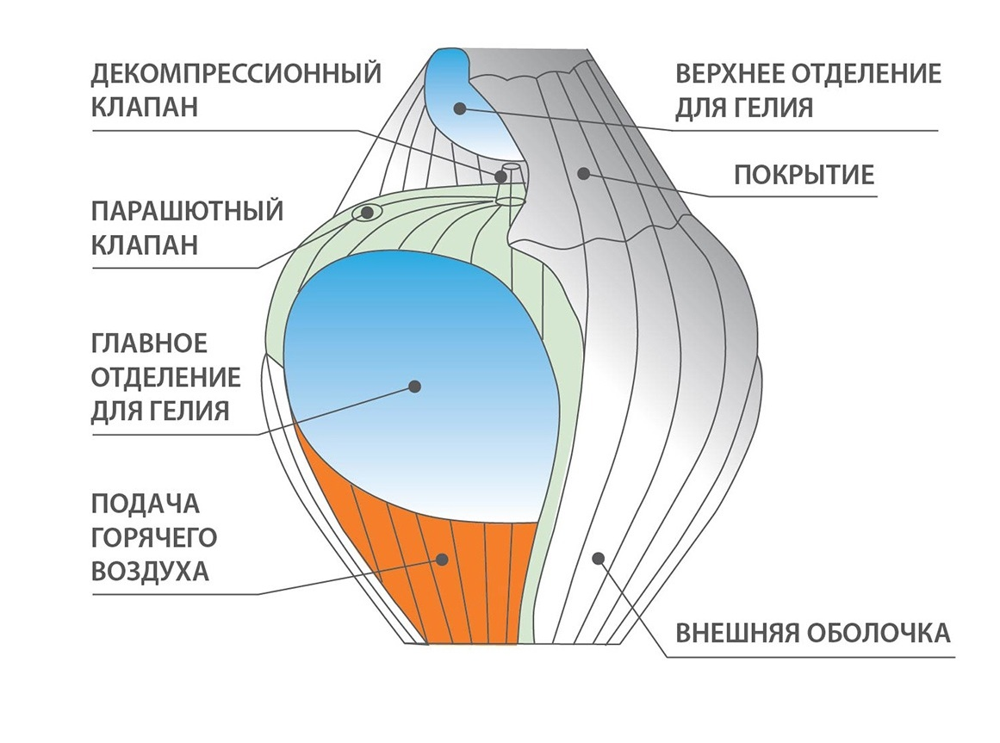 ДЕКОМПРЕССИОННЫЙ
КЛАПАН
ПАРАШЮТНЫЙ
КЛАПАН
ГЛАВНОЕ
ОТДЕЛЕНИЕ
ДЛЯ ГЕЛИЯ
ПОДАЧА
ГОРЯЧЕГО
ВОЗДУХА
ВЕРХНЕЕ ОТДЕЛЕНИЕ
ДЛЯ ГЕЛИЯ
ПОКРЫТИЕ
ВНЕШНЯЯ ОБОЛОЧКА